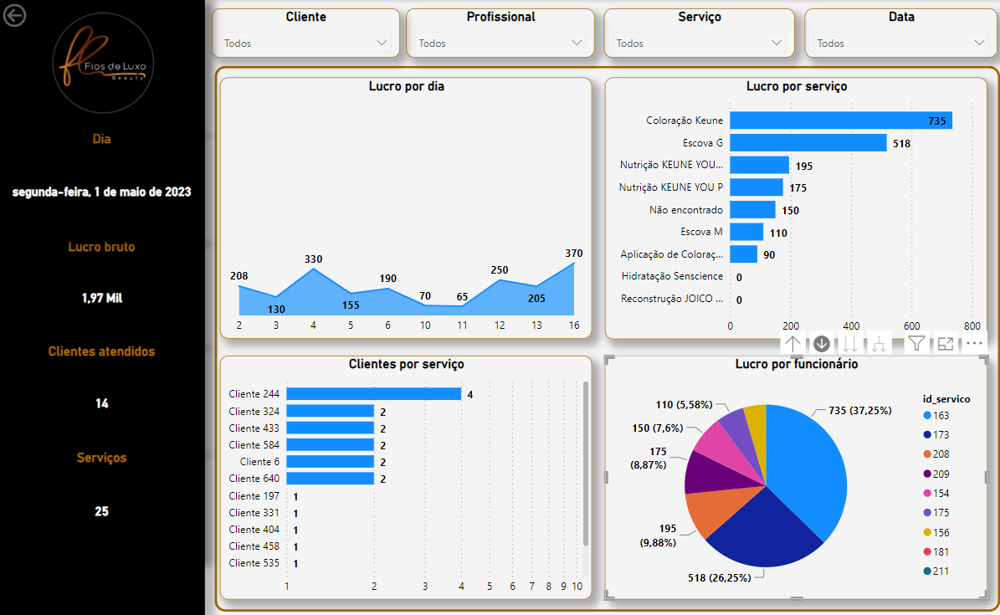 Cliente
Todos
Profissional
Todos
Serviço
Todos
Data
Todos
Fios de Luxo
Beauty
Dia
segunda-feira, 1 de maio de 2023
Lucro bruto
1,97 Mil
Clientes atendidos
14
Serviços
25
Lucro por dia
208
130
330
155
190
70
65
250
205
370
2 3 4 5 6 10 11 12 13 16
Lucro por serviço
Coloração Keune 735
Escova G 518
Nutrição KEUNE YOU... 195
Nutrição KEUNE YOU P 175
Não encontrado 150
Escova M 110
Aplicação de Coloraç... 90
Hidratação Senscience 0
Reconstrução JOICO ... 0
0 200 400 600 800
Clientes por serviço
Cliente 244 4
Cliente 324 2
Cliente 433 2
Cliente 584 2
Cliente 6 2
Cliente 640 2
Cliente 197 1
Cliente 331 1
Cliente 404 1
Cliente 458 1
Cliente 535 1
1 2 3 4 5 6 7 8 9 10
Lucro por funcionário
110 (5,58%)
735 (37,25%)
150 (7,6%)
175
(8,87%)
195
(9,88%)
518 (26,25%)
id_servico
163
173
208
209
154
175
156
181
211